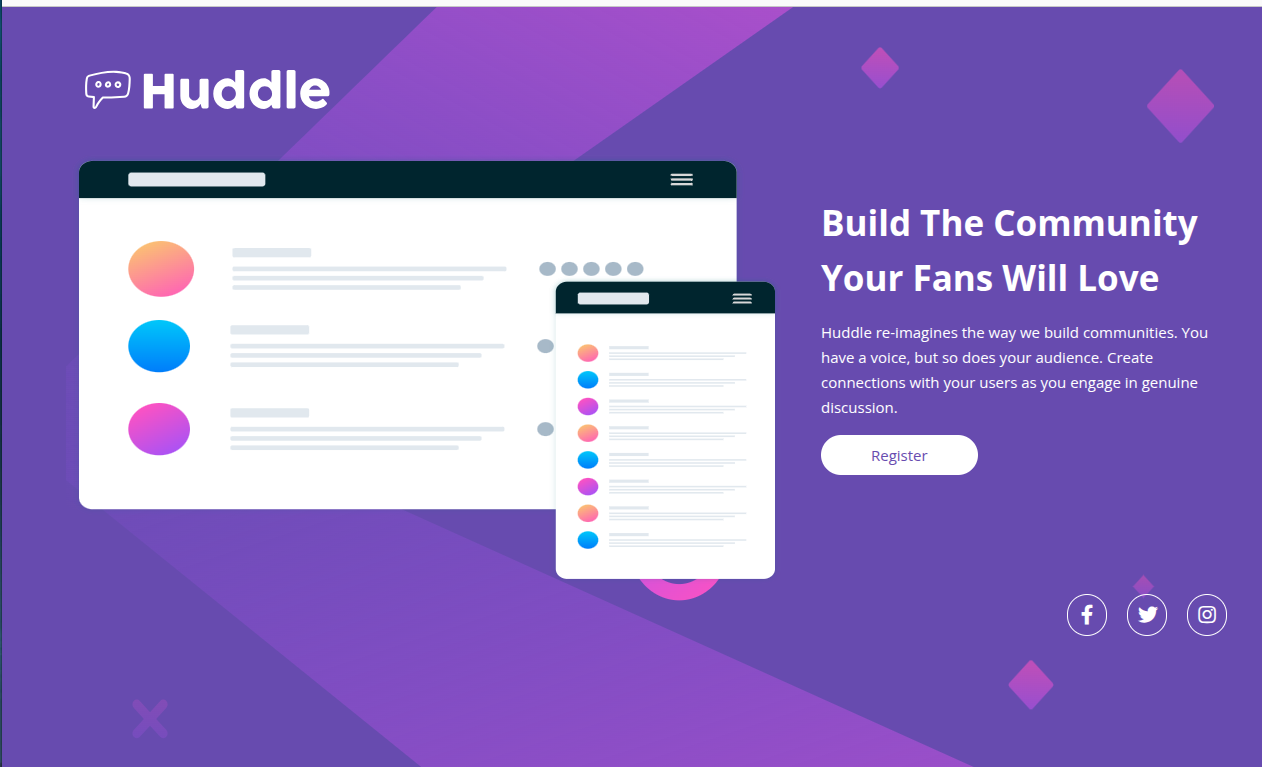 Huddle
Build The Community
Your Fans Will Love
Huddle re-imagines the way we build communities. You
have a voice, but so does your audience. Create
connections with your users as you engage in genuine
discussion.
Register